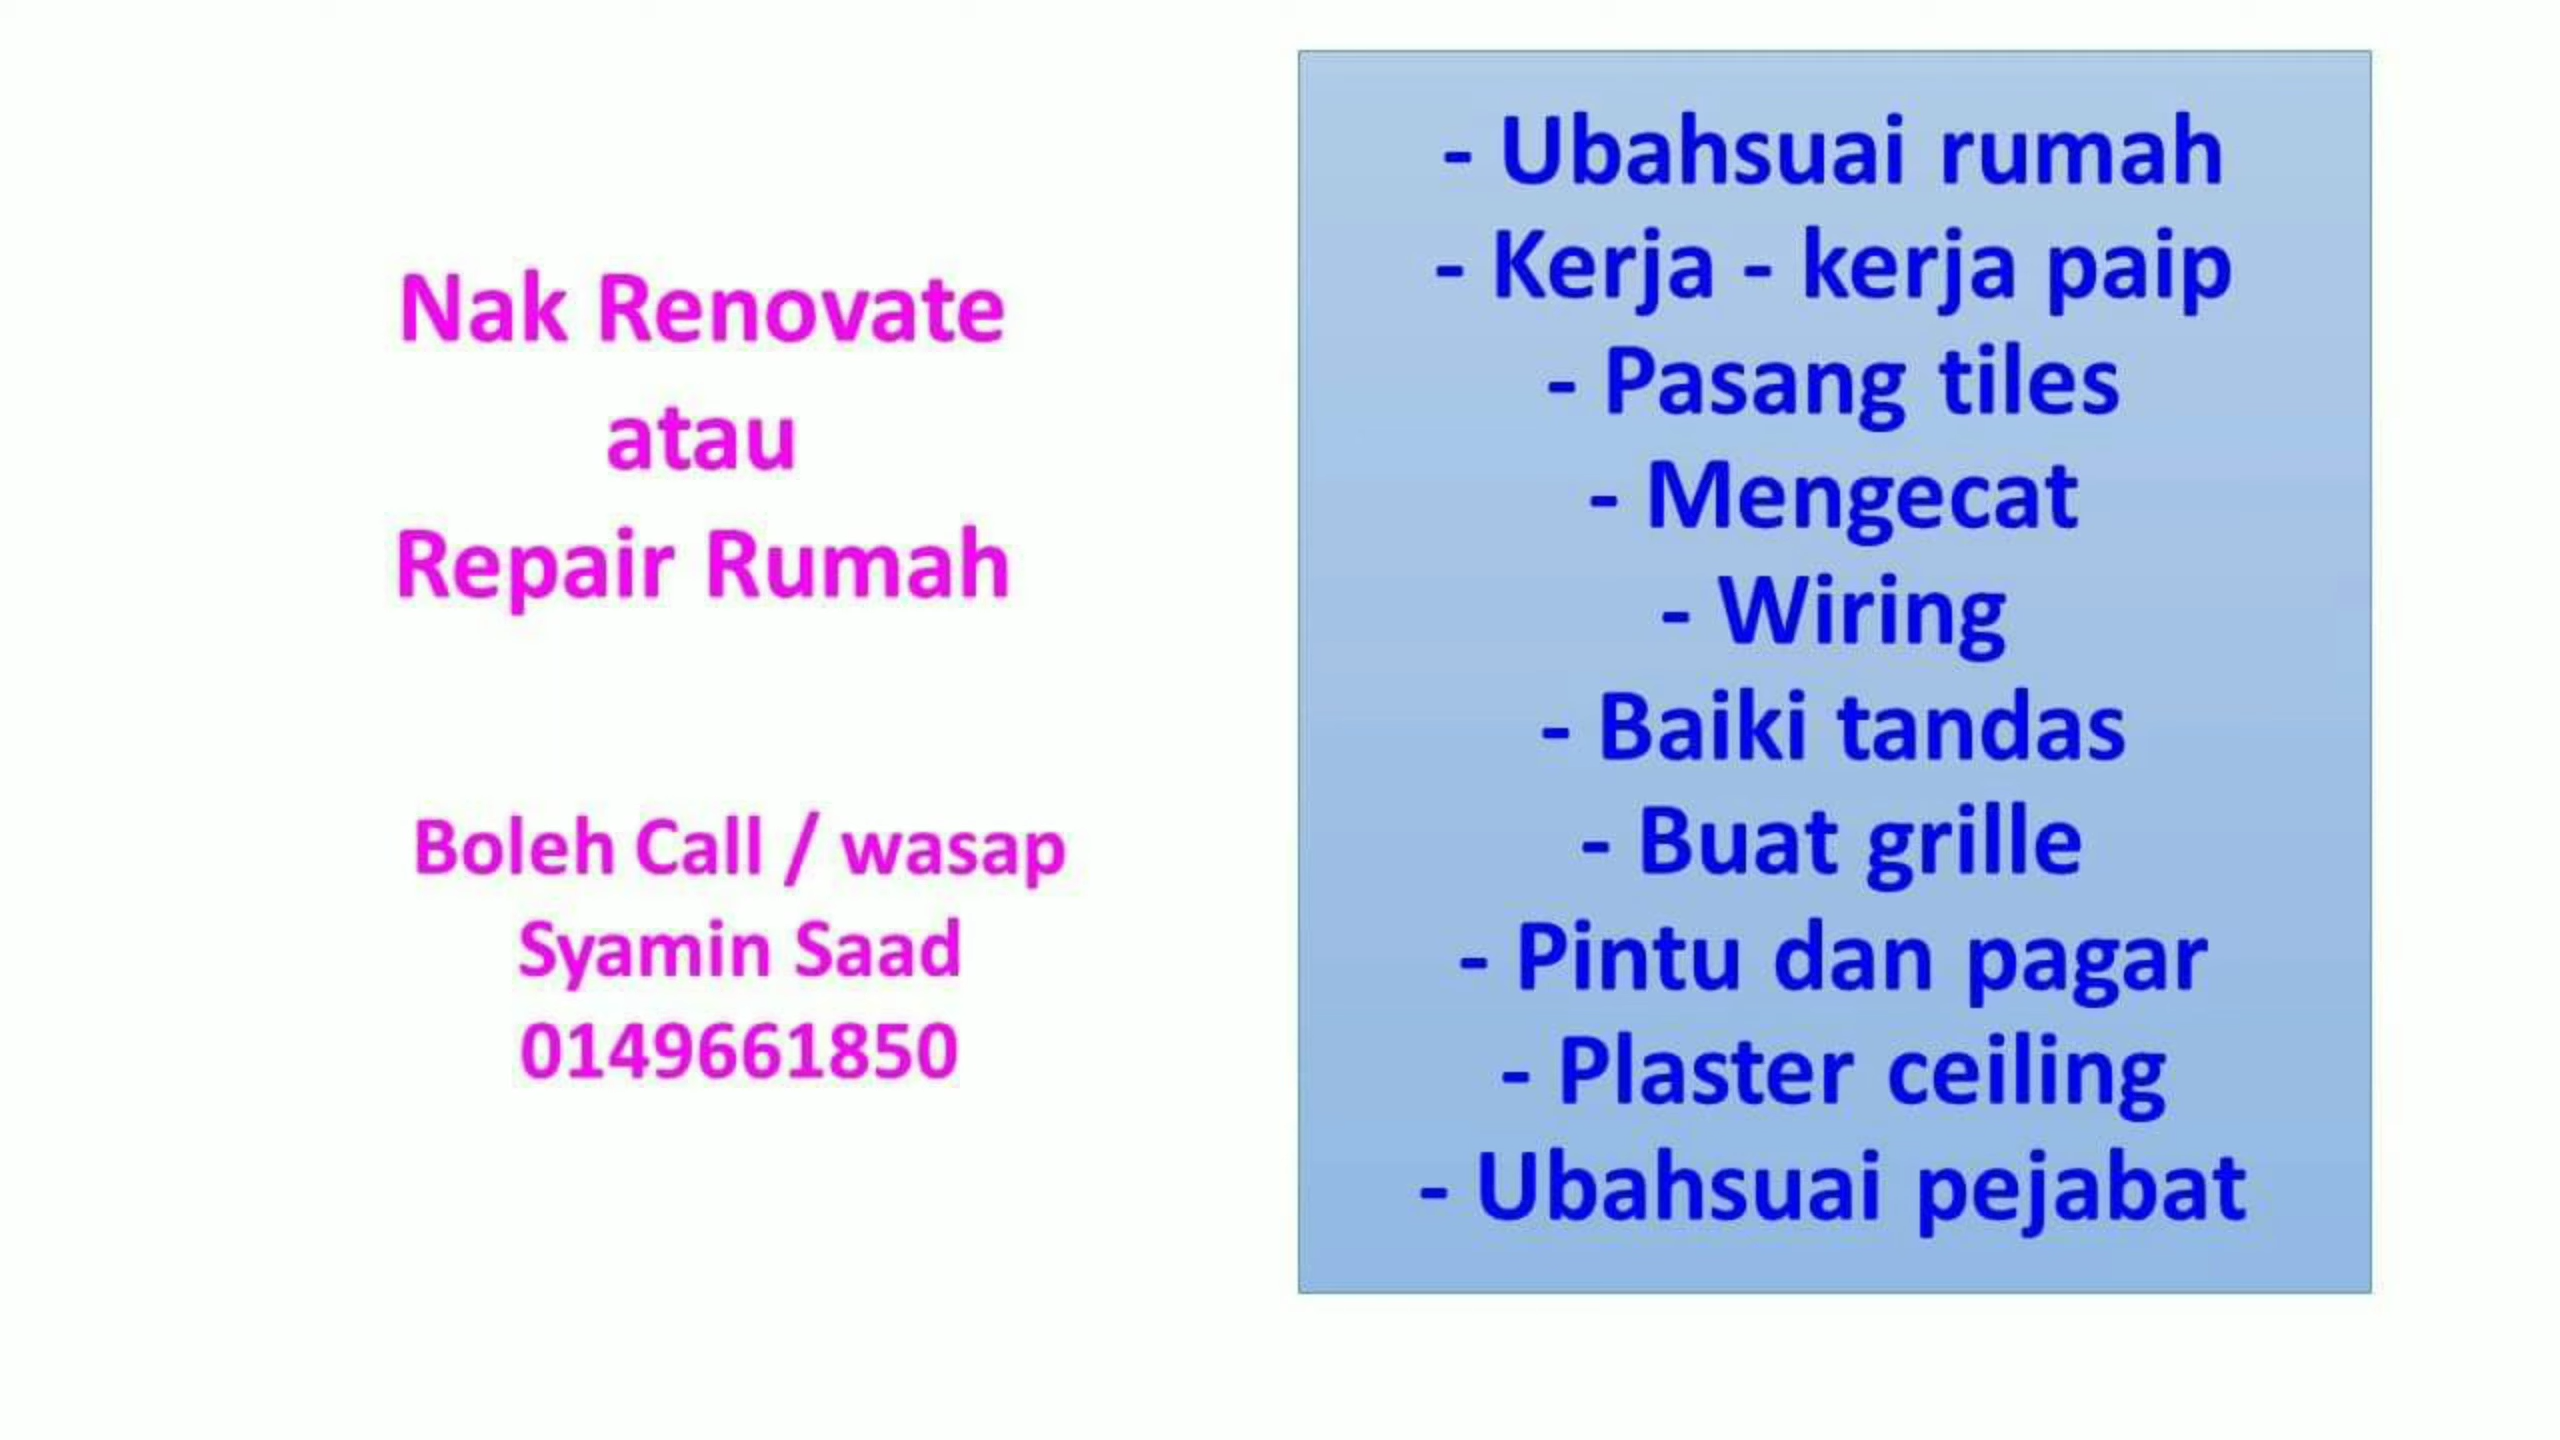 Nak Renovate
atau
Repair Rumah
Boleh Call / wasap
Syamin Saad
0149661850
- Ubahsuai rumah
- Kerja - kerja paip
- Pasang tiles
- Mengecat
- Wiring
- Baiki tandas
- Buat grille
- Pintu dan pagar
- Plaster ceiling
- Ubahsuai pejabat